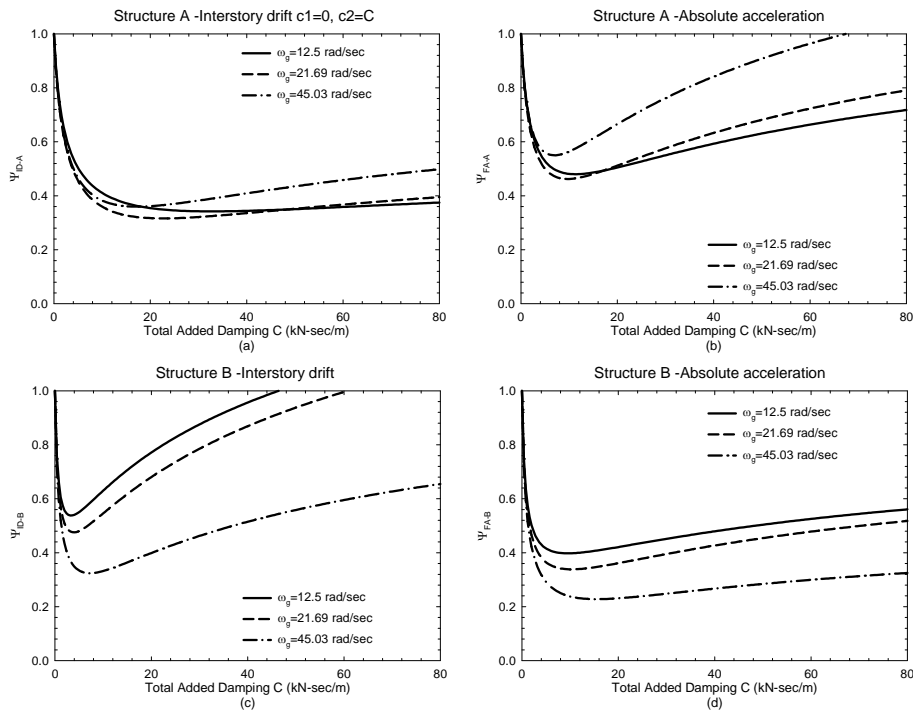 Structure A -Interstory drift c1=0, c2=C
1.0
0.8
0.6
0.4
0.2
0.0
Ψ_ID-A
ω_g=12.5 rad/sec
ω_g=21.69 rad/sec
ω_g=45.03 rad/sec
0 20 40 60 80
Total Added Damping C (kN-sec/m)
(a)
Structure A -Absolute acceleration
1.0
0.8
0.6
0.4
0.2
0.0
Ψ_FA-A
ω_g=12.5 rad/sec
ω_g=21.69 rad/sec
ω_g=45.03 rad/sec
0 20 40 60 80
Total Added Damping C (kN-sec/m)
(b)
Structure B -Interstory drift
1.0
0.8
0.6
0.4
0.2
0.0
Ψ_ID-B
ω_g=12.5 rad/sec
ω_g=21.69 rad/sec
ω_g=45.03 rad/sec
0 20 40 60 80
Total Added Damping C (kN-sec/m)
(c)
Structure B -Absolute acceleration
1.0
0.8
0.6
0.4
0.2
0.0
Ψ_FA-B
ω_g=12.5 rad/sec
ω_g=21.69 rad/sec
ω_g=45.03 rad/sec
0 20 40 60 80
Total Added Damping C (kN-sec/m)
(d)